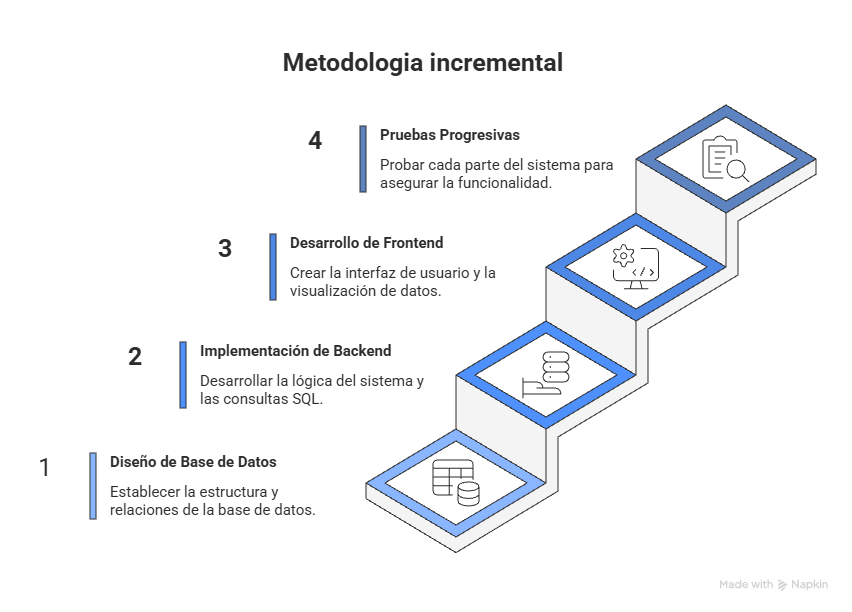 Metodologia incremental
4
Pruebas Progresivas
Probar cada parte del sistema para
asegurar la funcionalidad.
3
Desarrollo de Frontend
Crear la interfaz de usuario y la
visualización de datos.
2
Implementación de Backend
Desarrollar la lógica del sistema y
las consultas SQL.
1
Diseño de Base de Datos
Establecer la estructura y
relaciones de la base de datos.
Made with Napkin